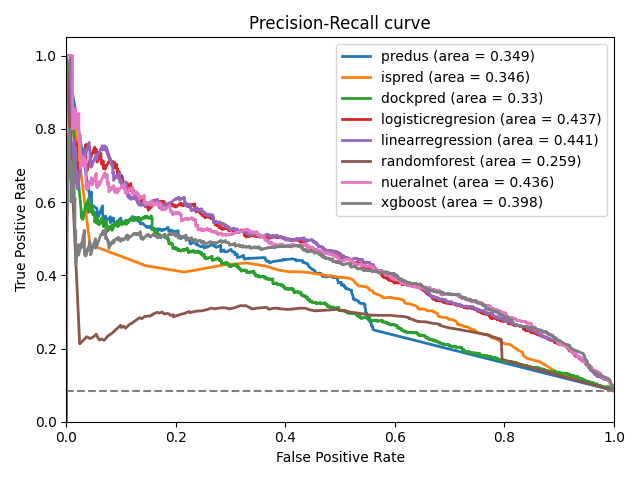 Precision-Recall curve
predus (area = 0.349)
ispred (area = 0.346)
dockpred (area = 0.33)
logisticregresion (area = 0.437)
linearregression (area = 0.441)
randomforest (area = 0.259)
nueralnet (area = 0.436)
xgboost (area = 0.398)
True Positive Rate
1.0
0.8
0.6
0.4
0.2
0.0
0.0 0.2 0.4 0.6 0.8 1.0
False Positive Rate